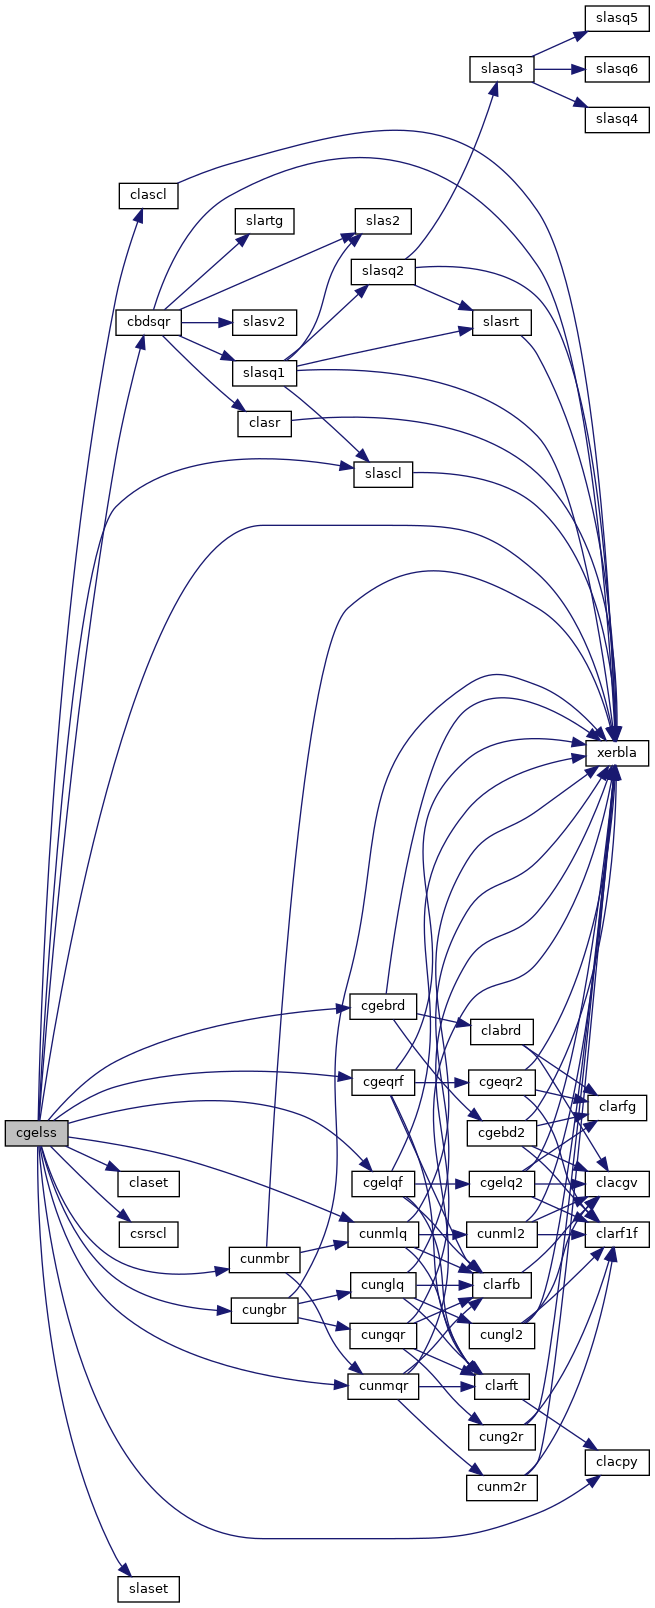 slasq5
slasq3
slasq6
slasq4
clascl
slartg
slas2
slasq2
cbdsqr
slasv2
slasrt
slasq1
clasr
slascl
xerbla
cgebrd
clabrd
cgeqrf
cgeqr2
clarfg
cgelss
cgebd2
claset
cgelqf
cgelq2
clacgv
csrscl
cunmlq
cunml2
clarf1f
cunmbr
cunglq
clarfb
cungbr
cungqr
cungl2
cunmqr
clarft
cung2r
clacpy
cunm2r
slaset